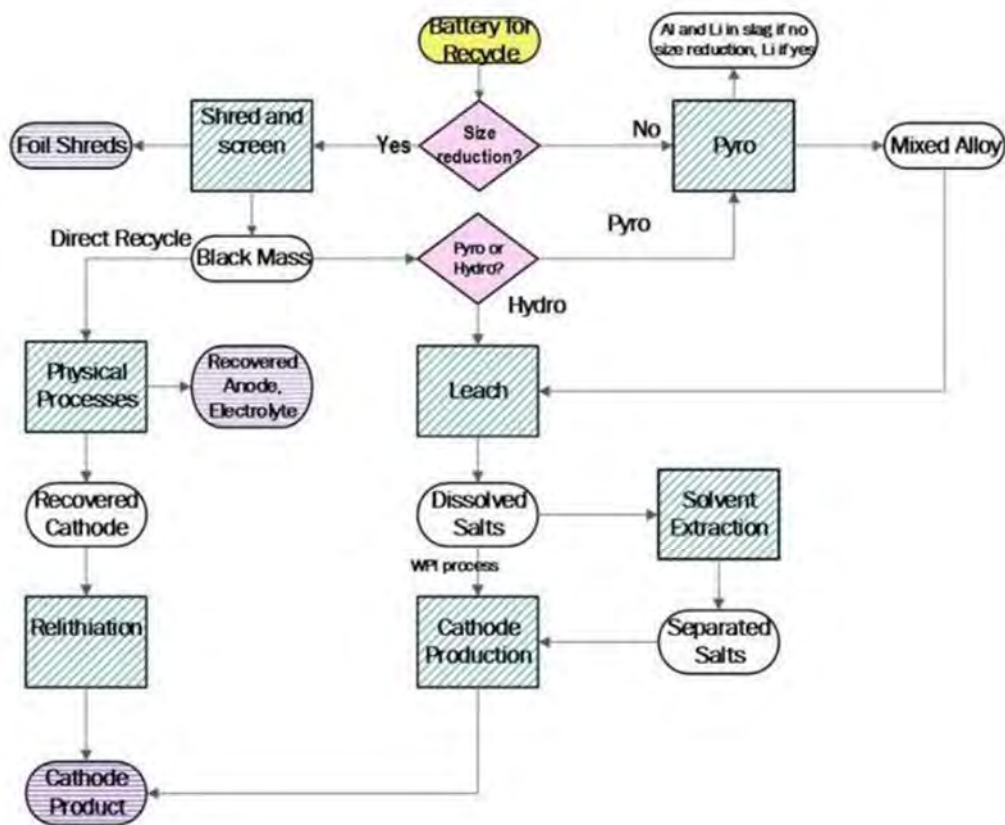 Battery for
Recycle
Al and Li in slag if no
size reduction, Li if yes
Foil Shreds
Shred and
screen
Yes
Size
reduction?
No
Pyro
Mixed Alloy
Direct Recycle
Black Mass
Pyro or
Hydro?
Pyro
Hydro
Physical
Processes
Recovered
Anode,
Electrolyte
Leach
Recovered
Cathode
Dissolved
Salts
Solvent
Extraction
WPI process
Relithiation
Cathode
Production
Separated
Salts
Cathode
Product